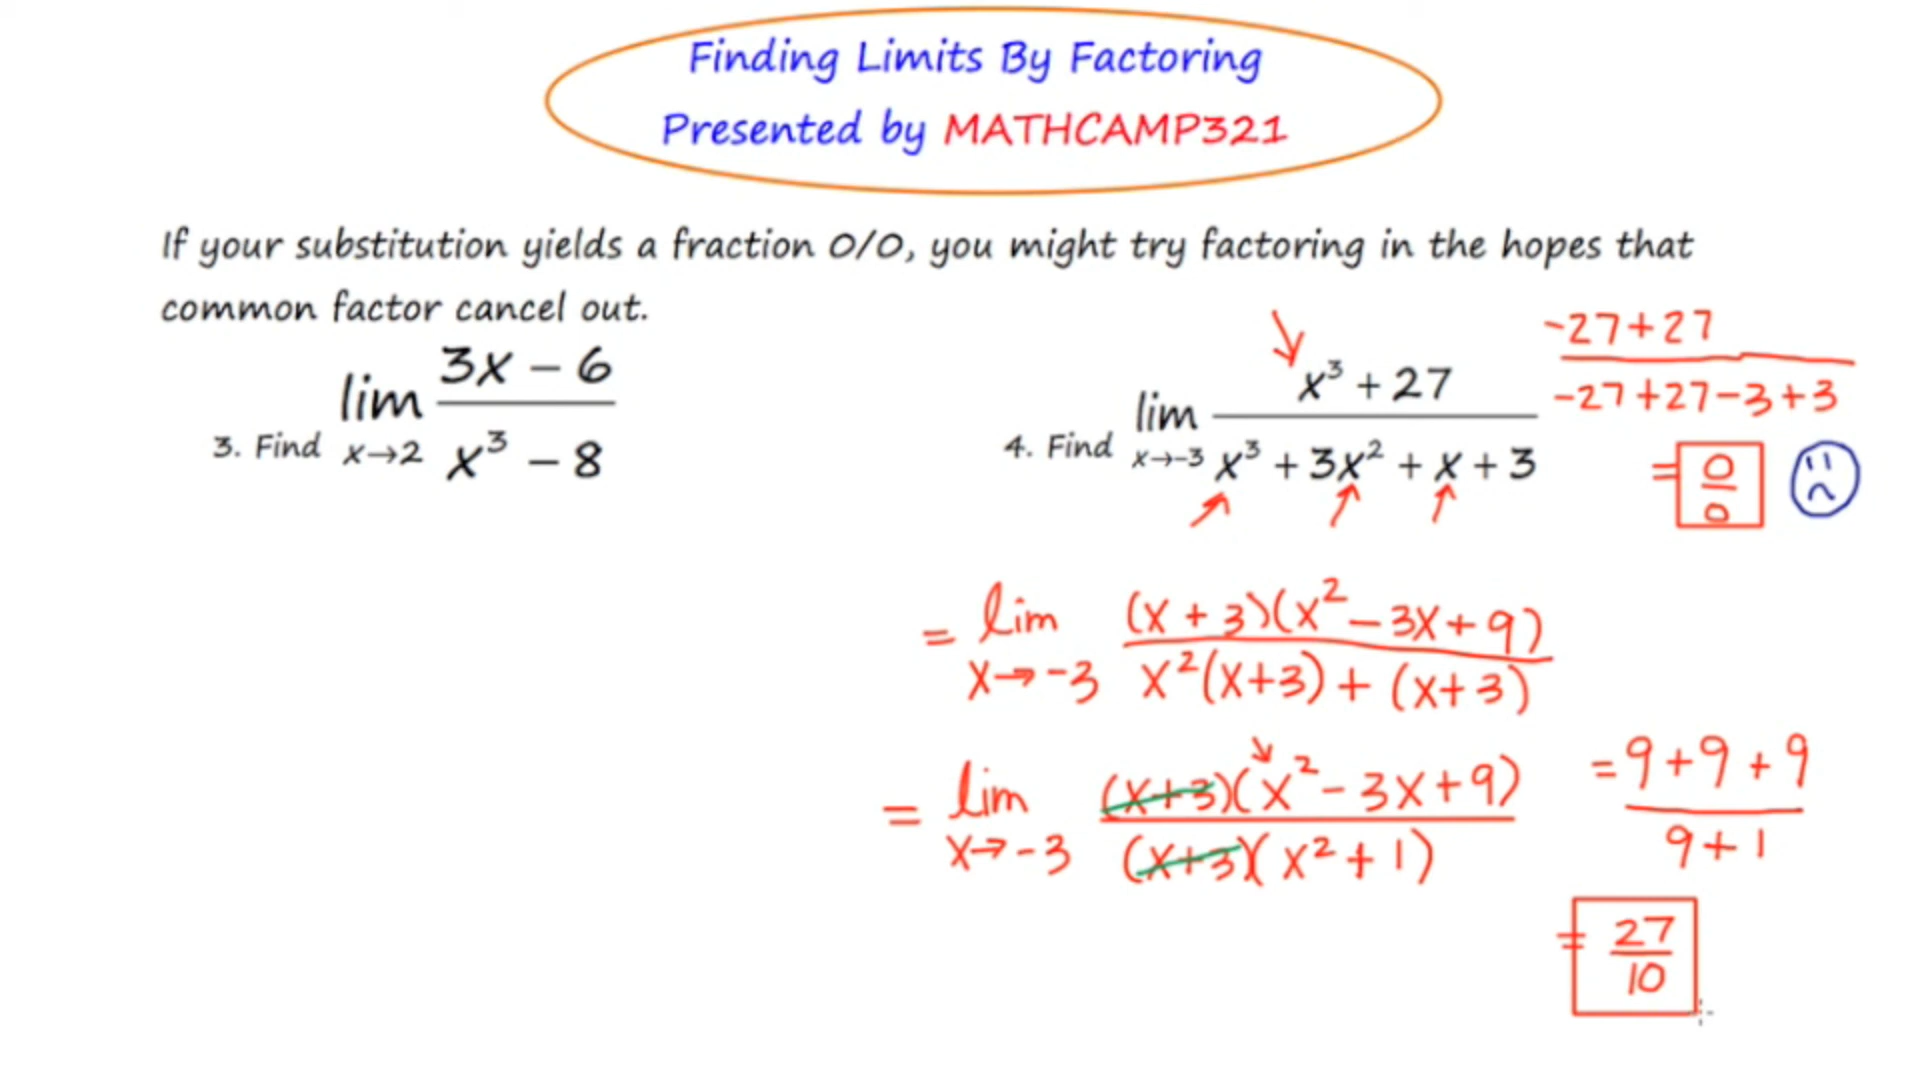 Finding Limits By Factoring
Presented by MATHCAMP321
If your substitution yields a fraction 0/0, you might try factoring in the hopes that
common factor cancel out.
3. Find lim x→2 (3x − 6)/(x³ − 8)
4. Find lim x→-3 (x³ + 27)/(x³ + 3x² + x + 3)
-27+27
-27+27-3+3
= 0/0
= lim x→-3 (x+3)(x²-3x+9)
x²(x+3)+(x+3)
= lim x→-3 (x+3)(x²-3x+9)
(x+3)(x²+1)
= 9+9+9
9+1
= 27/10